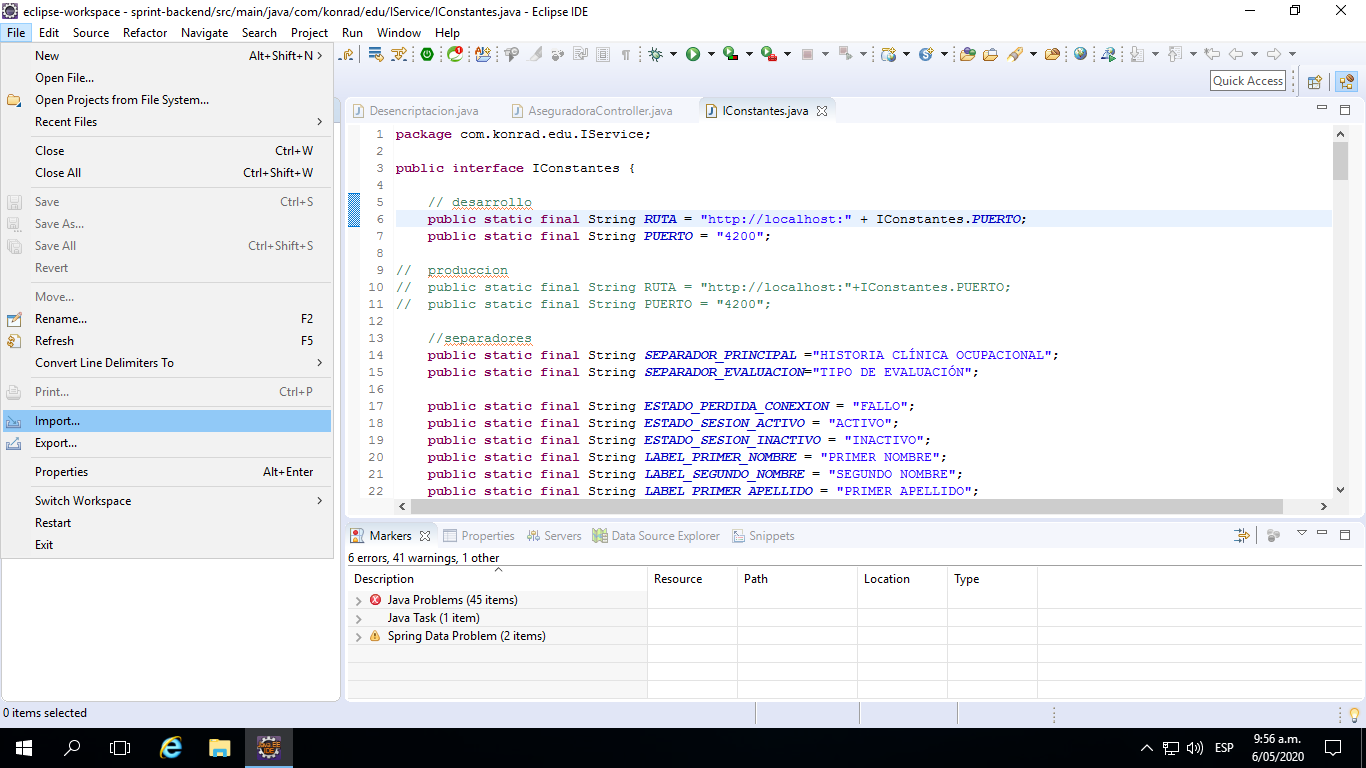 eclipse-workspace - sprint-backend/src/main/java/com/konrad/edu/IService/IConstantes.java - Eclipse IDE
File Edit Source Refactor Navigate Search Project Run Window Help
New Alt+Shift+N >
Open File...
Open Projects from File System...
Recent Files >
Close Ctrl+W
Close All Ctrl+Shift+W
Save Ctrl+S
Save As...
Save All Ctrl+Shift+S
Revert
Move...
Rename... F2
Refresh F5
Convert Line Delimiters To >
Print... Ctrl+P
Import...
Export...
Properties Alt+Enter
Switch Workspace >
Restart
Exit
Quick Access
Desencriptacion.java AseguradoraController.java IConstantes.java
1 package com.konrad.edu.IService;
2
3 public interface IConstantes {
4
5 // desarrollo
6 public static final String RUTA = "http://localhost:" + IConstantes.PUERTO;
7 public static final String PUERTO = "4200";
8
9 // produccion
10 // public static final String RUTA = "http://localhost:"+IConstantes.PUERTO;
11 // public static final String PUERTO = "4200";
12
13 //separadores
14 public static final String SEPARADOR_PRINCIPAL ="HISTORIA CLÍNICA OCUPACIONAL";
15 public static final String SEPARADOR_EVALUACION="TIPO DE EVALUACIÓN";
16
17 public static final String ESTADO_PERDIDA_CONEXION = "FALLO";
18 public static final String ESTADO_SESION_ACTIVO = "ACTIVO";
19 public static final String ESTADO_SESION_INACTIVO = "INACTIVO";
20 public static final String LABEL_PRIMER_NOMBRE = "PRIMER NOMBRE";
21 public static final String LABEL_SEGUNDO_NOMBRE = "SEGUNDO NOMBRE";
22 public static final String LABEL_PRIMER_APELLIDO = "PRIMER APELLIDO";
Markers Properties Servers Data Source Explorer Snippets
6 errors, 41 warnings, 1 other
Description Resource Path Location Type
Java Problems (45 items)
Java Task (1 item)
Spring Data Problem (2 items)
0 items selected
ESP
9:56 a.m.
6/05/2020